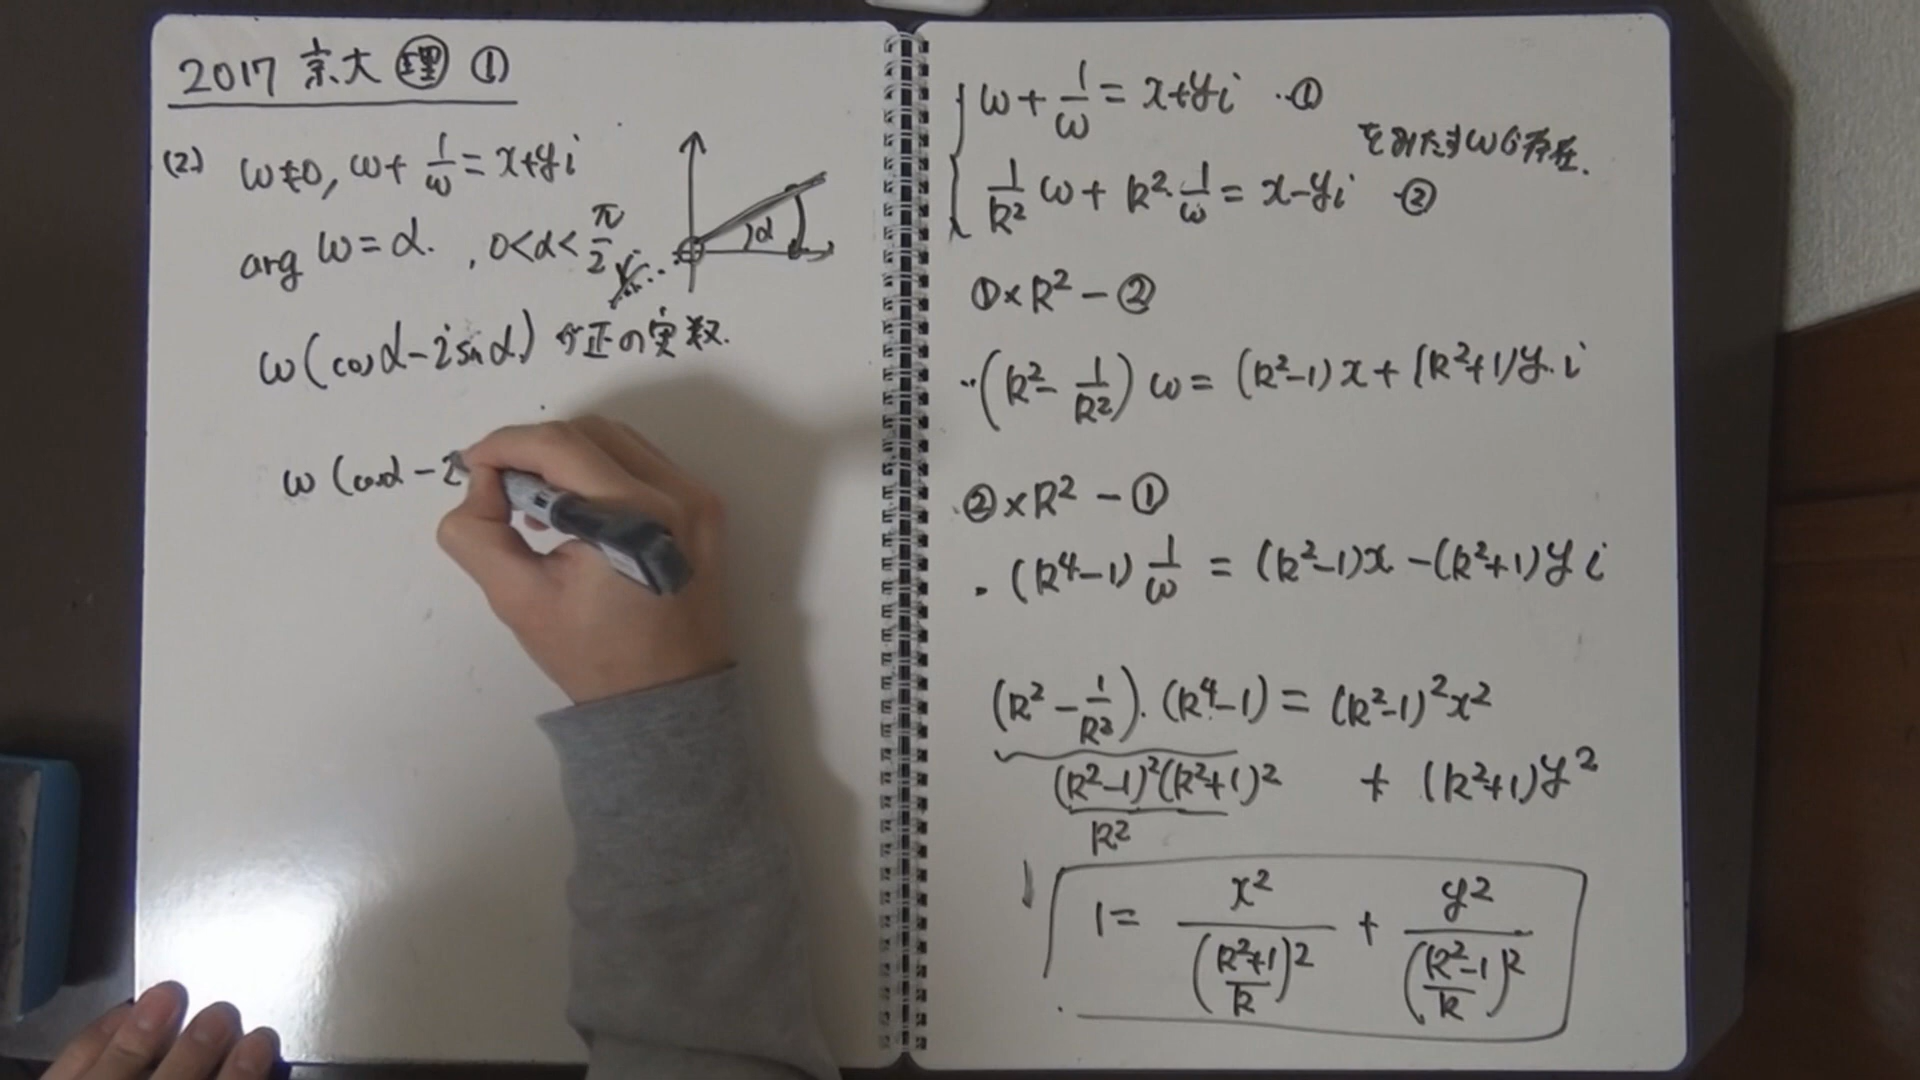 2017 京大 理 ①
(2) ω≠0, ω + 1/ω = x+yi
arg ω = α. , 0<α<π/2
α
ω(cosα-isinα) が正の実数.
ω(cosα-i
ω + 1/ω = x+yi …①
をみたすωが存在.
1/R² ω + R²・1/ω = x-yi …②
①×R² - ②
(R² - 1/R²) ω = (R²-1)x + (R²+1)y・i
②×R² - ①
(R⁴-1) 1/ω = (R²-1)x -(R²+1)y i
(R² - 1/R²)・(R⁴-1) = (R²-1)²x²
(R²-1)²(R²+1)²/R² + (R²+1)y²
1 = x²/((R²+1)/R)² + y²/((R²-1)/R)²